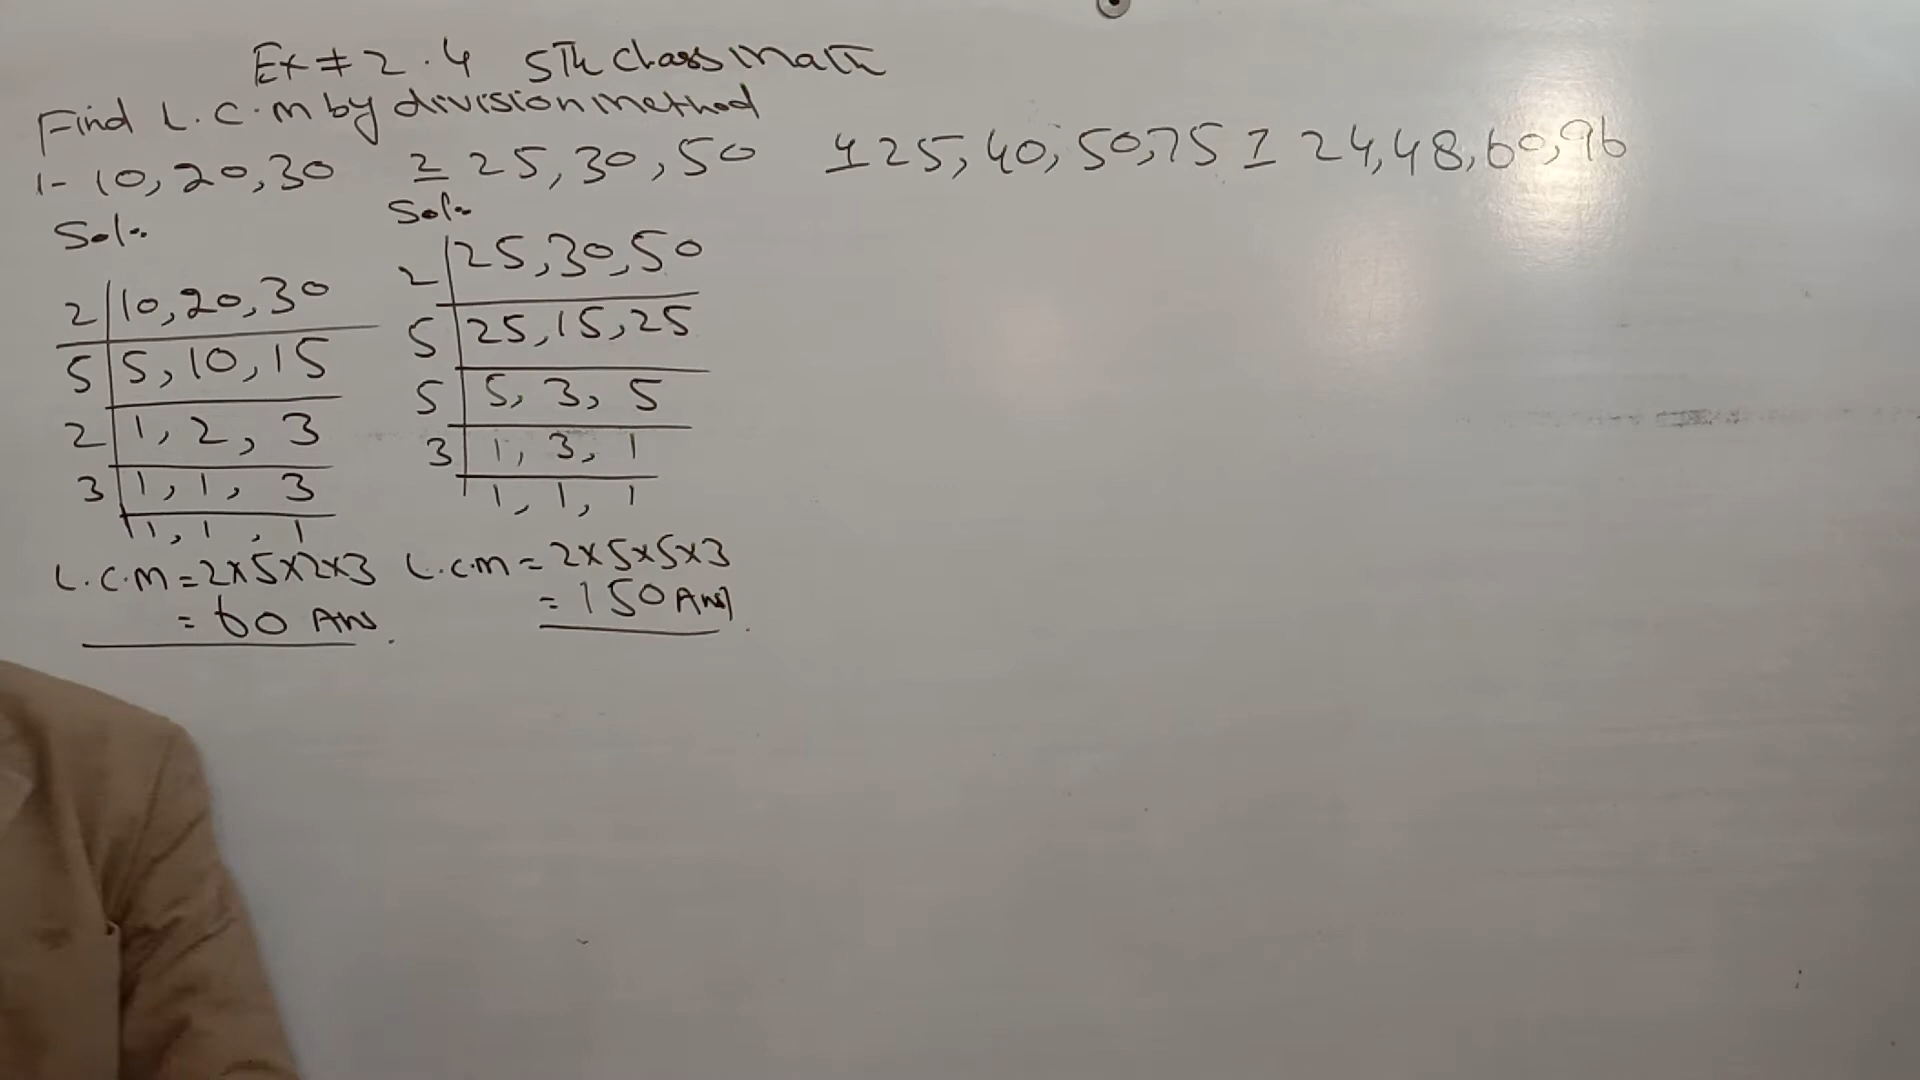 Ex # 2.4 5Th Class Math
Find L.C.M by division method
1- 10, 20, 30
Sol:-
2 | 10, 20, 30
5 | 5, 10, 15
2 | 1, 2, 3
3 | 1, 1, 3
1, 1, 1
L.C.M = 2x5x2x3
= 60 Ans
2 25, 30, 50
Sol:-
2 | 25, 30, 50
5 | 25, 15, 25
5 | 5, 3, 5
3 | 1, 3, 1
1, 1, 1
L.C.M = 2x5x5x3
= 150 Ans
4 25, 40, 50, 75
7 24, 48, 60, 96